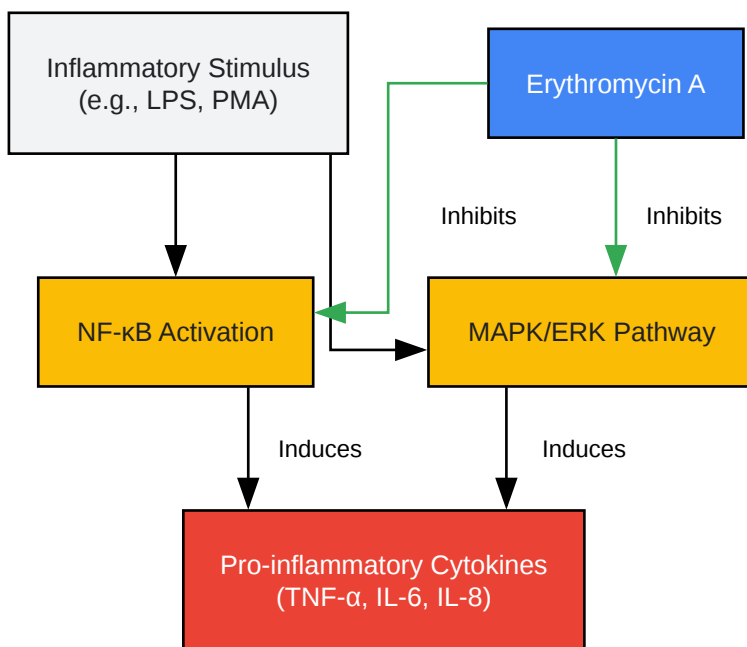 Inflammatory Stimulus
(e.g., LPS, PMA)
Erythromycin A
Inhibits
Inhibits
NF-κB Activation
MAPK/ERK Pathway
Induces
Induces
Pro-inflammatory Cytokines
(TNF-α, IL-6, IL-8)